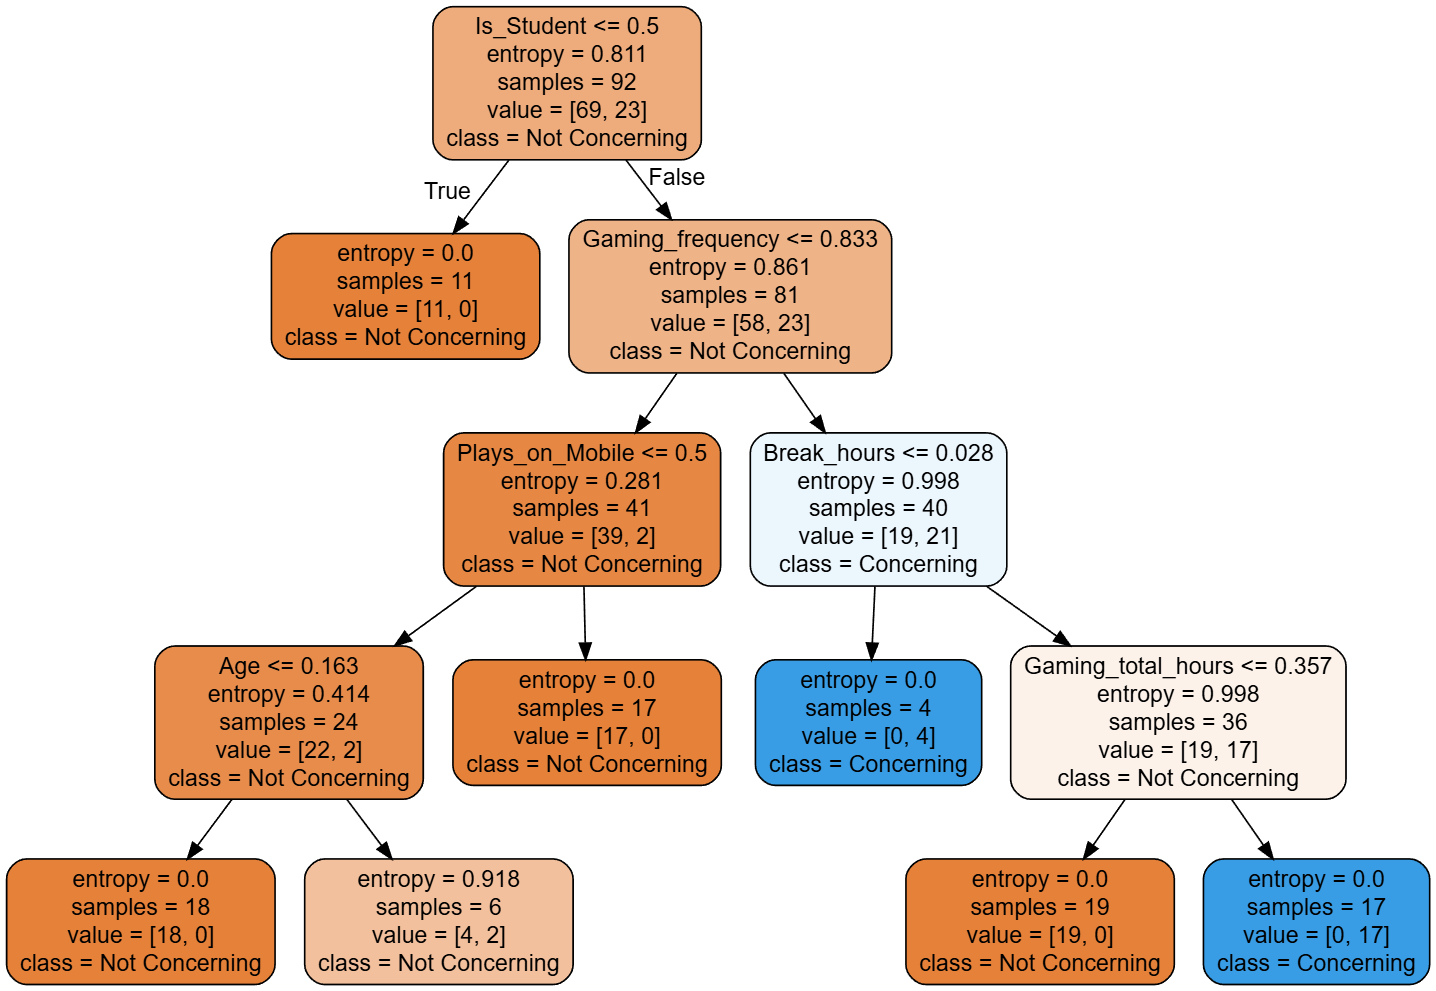 Is_Student <= 0.5
entropy = 0.811
samples = 92
value = [69, 23]
class = Not Concerning
True
False
entropy = 0.0
samples = 11
value = [11, 0]
class = Not Concerning
Gaming_frequency <= 0.833
entropy = 0.861
samples = 81
value = [58, 23]
class = Not Concerning
Plays_on_Mobile <= 0.5
entropy = 0.281
samples = 41
value = [39, 2]
class = Not Concerning
Break_hours <= 0.028
entropy = 0.998
samples = 40
value = [19, 21]
class = Concerning
Age <= 0.163
entropy = 0.414
samples = 24
value = [22, 2]
class = Not Concerning
entropy = 0.0
samples = 17
value = [17, 0]
class = Not Concerning
entropy = 0.0
samples = 4
value = [0, 4]
class = Concerning
Gaming_total_hours <= 0.357
entropy = 0.998
samples = 36
value = [19, 17]
class = Not Concerning
entropy = 0.0
samples = 18
value = [18, 0]
class = Not Concerning
entropy = 0.918
samples = 6
value = [4, 2]
class = Not Concerning
entropy = 0.0
samples = 19
value = [19, 0]
class = Not Concerning
entropy = 0.0
samples = 17
value = [0, 17]
class = Concerning